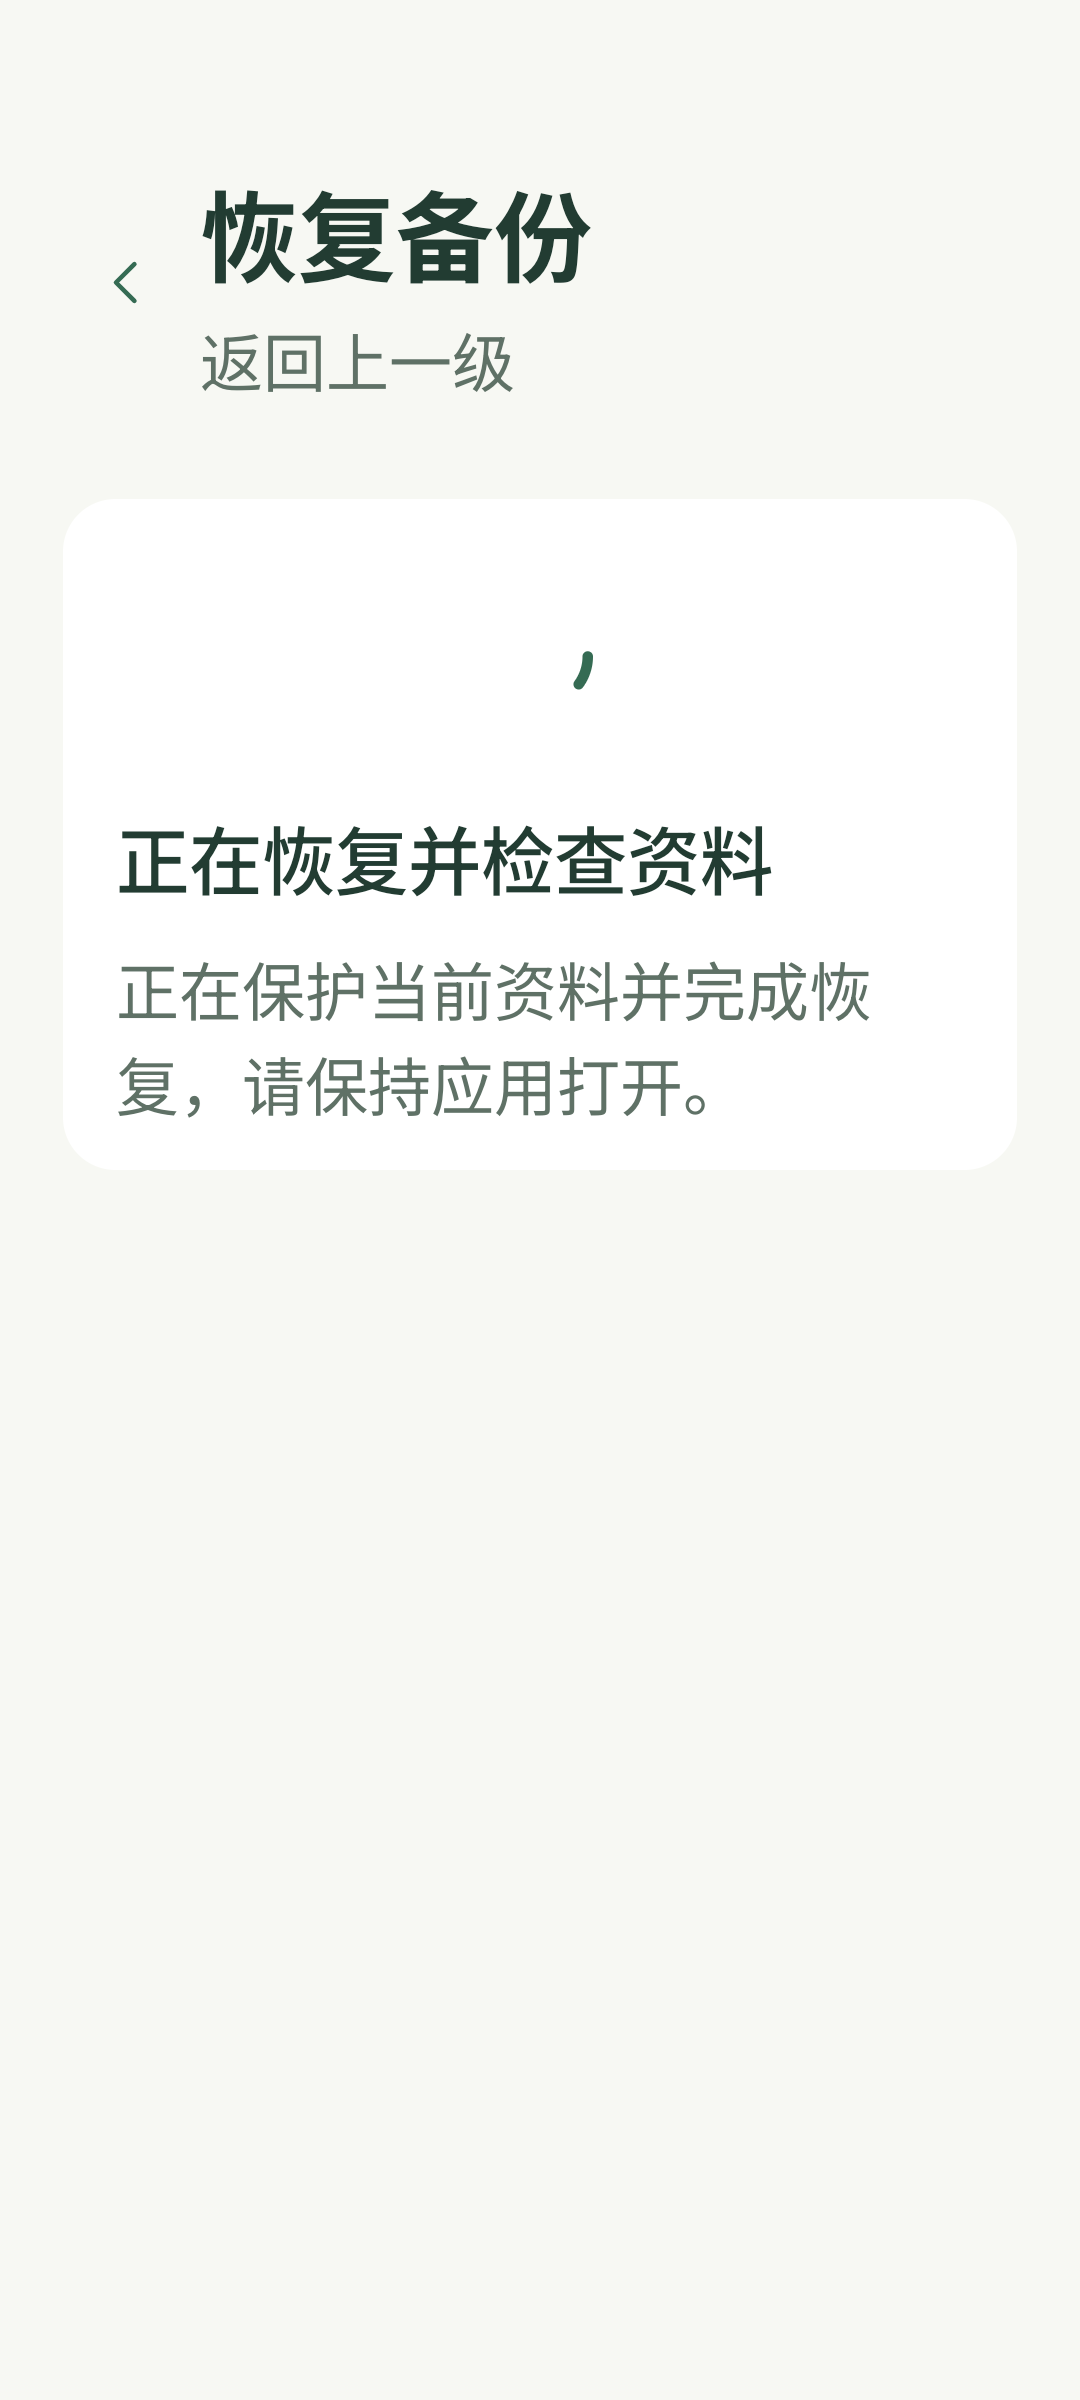 恢复备份
返回上一级
正在恢复并检查资料
正在保护当前资料并完成恢
复，请保持应用打开。